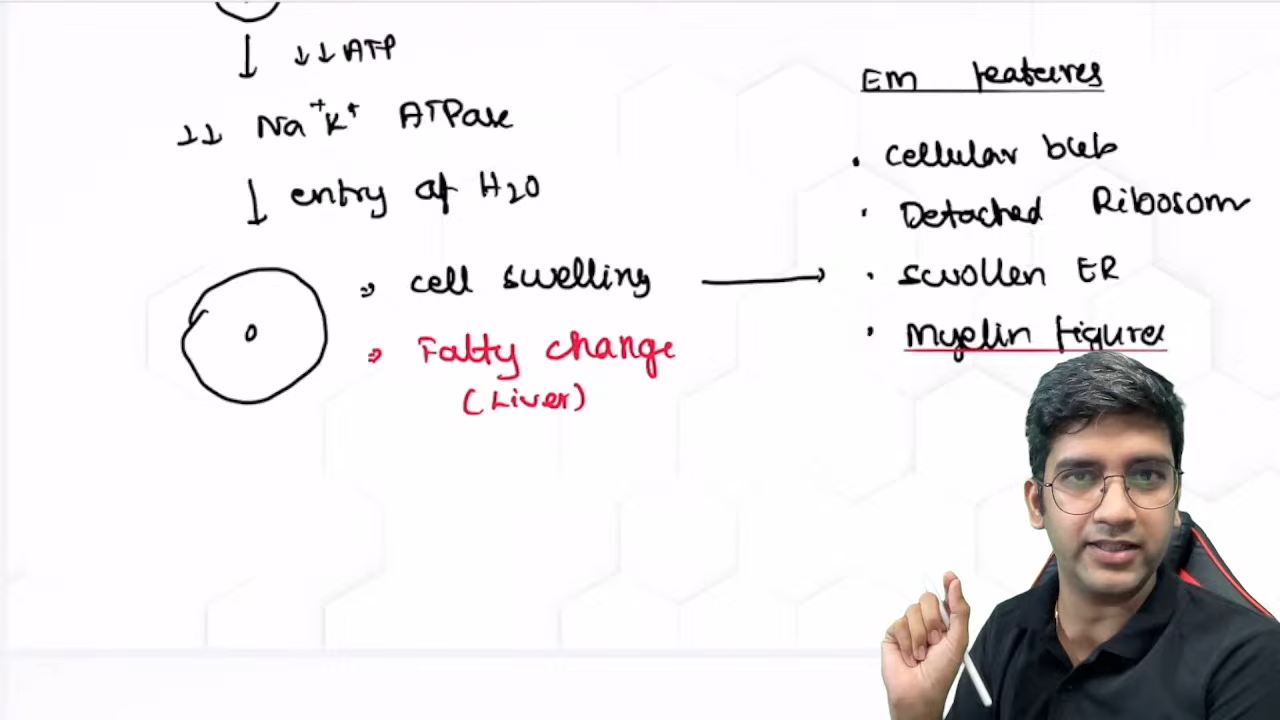 ↓ ↓↓ ATP
↓↓ Na⁺K⁺ ATPase
↓ entry of H₂O
cell swelling →
Fatty change
(Liver)
EM features
• Cellular bleb
• Detached Ribosom
• Swollen ER
• Myelin figures